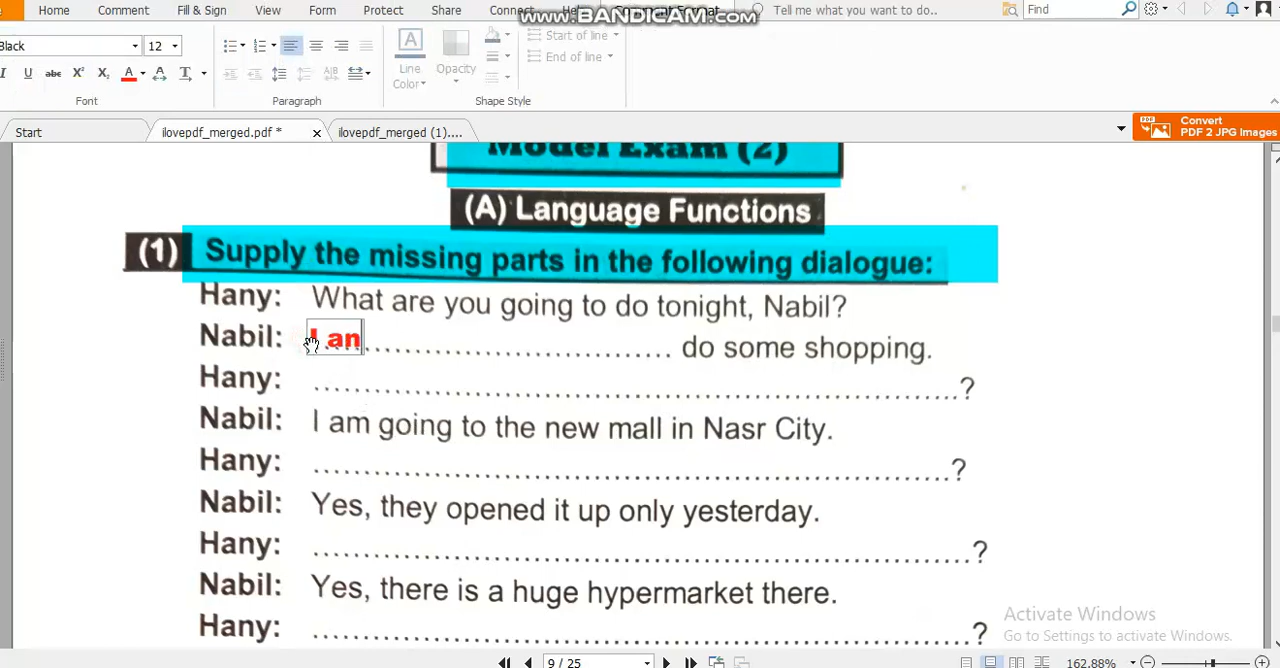 www.BANDICAM.com
Home Comment Fill & Sign View Form Protect Share Connect Tell me what you want to do.. Find
Black 12 Start of line
End of line
Line Color Opacity
Font Paragraph Shape Style
Start ilovepdf_merged.pdf * ilovepdf_merged (1).... Convert PDF 2 JPG Images
Model Exam (2)
(A) Language Functions
(1) Supply the missing parts in the following dialogue:
Hany: What are you going to do tonight, Nabil?
Nabil: I an ........................................ do some shopping.
Hany: ........................................................................?
Nabil: I am going to the new mall in Nasr City.
Hany: ........................................................................?
Nabil: Yes, they opened it up only yesterday.
Hany: ........................................................................?
Nabil: Yes, there is a huge hypermarket there.
Hany: ........................................................................?
Activate Windows
Go to Settings to activate Windows.
9 / 25 162.88%